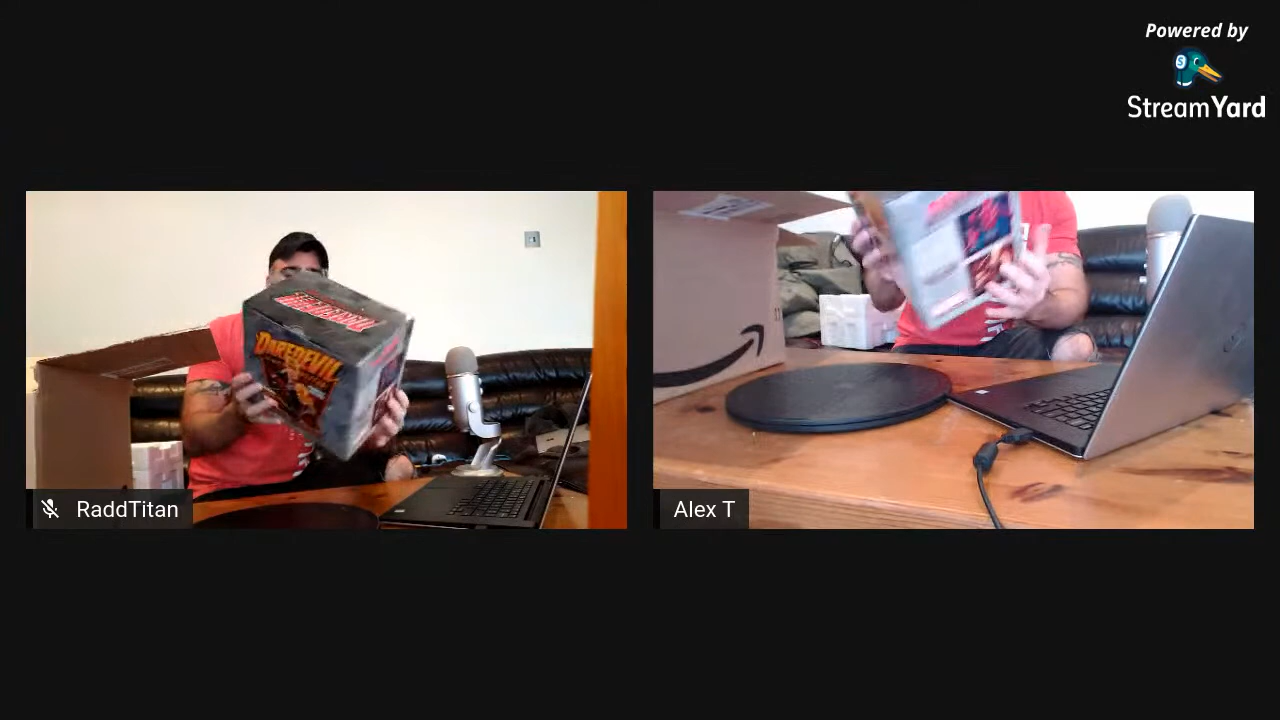 Powered by
StreamYard
DAREDEVIL
RaddTitan
Alex T